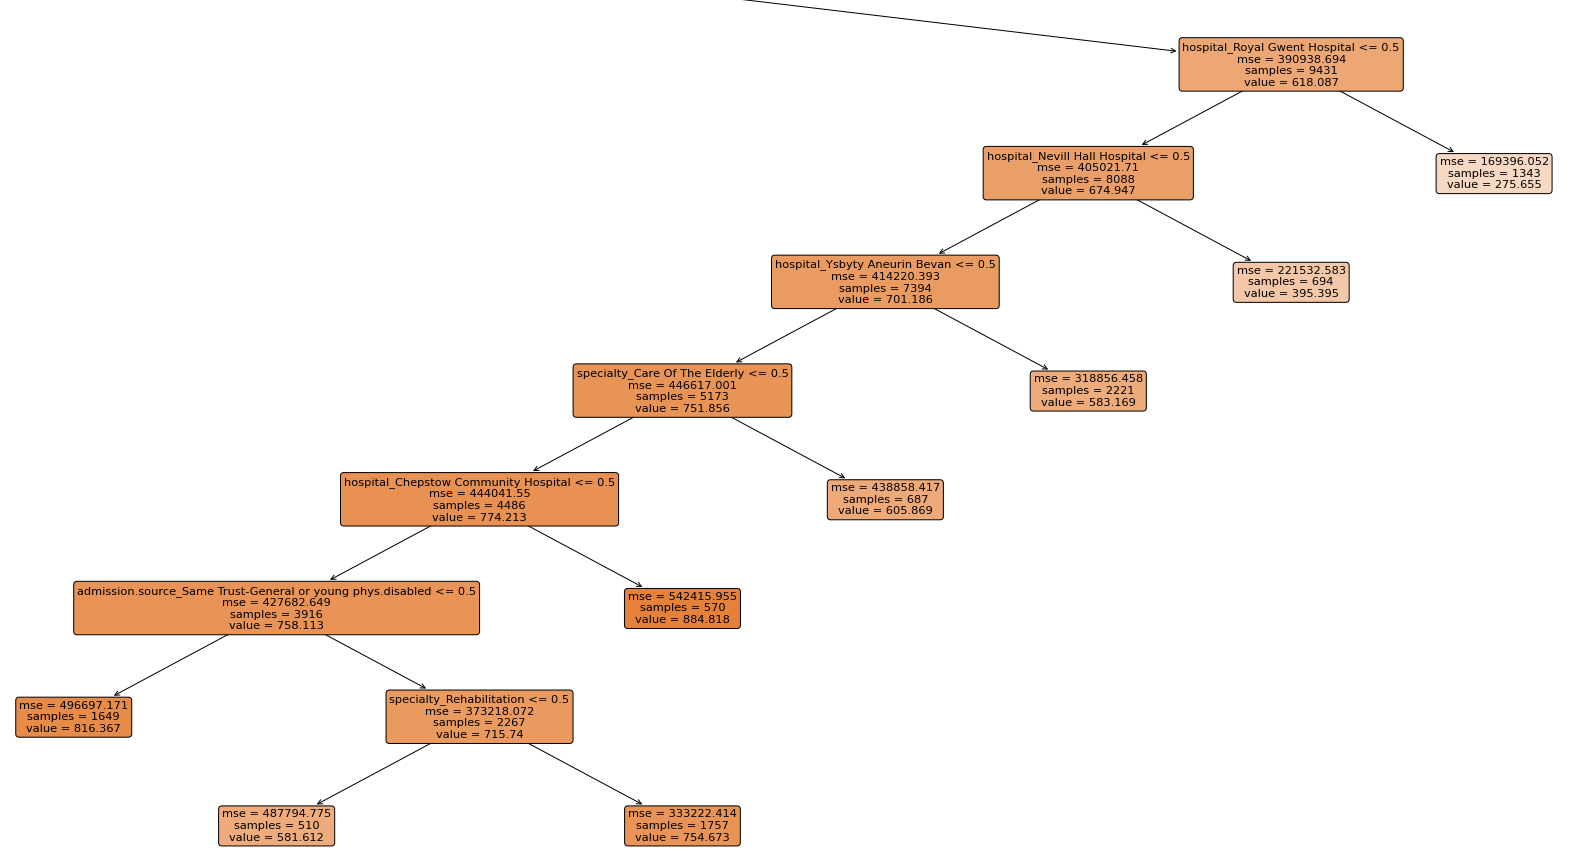 hospital_Royal Gwent Hospital <= 0.5
mse = 390938.694
samples = 9431
value = 618.087
hospital_Nevill Hall Hospital <= 0.5
mse = 405021.71
samples = 8088
value = 674.947
mse = 169396.052
samples = 1343
value = 275.655
hospital_Ysbyty Aneurin Bevan <= 0.5
mse = 414220.393
samples = 7394
value = 701.186
mse = 221532.583
samples = 694
value = 395.395
specialty_Care Of The Elderly <= 0.5
mse = 446617.001
samples = 5173
value = 751.856
mse = 318856.458
samples = 2221
value = 583.169
hospital_Chepstow Community Hospital <= 0.5
mse = 444041.55
samples = 4486
value = 774.213
mse = 438858.417
samples = 687
value = 605.869
admission.source_Same Trust-General or young phys.disabled <= 0.5
mse = 427682.649
samples = 3916
value = 758.113
mse = 542415.955
samples = 570
value = 884.818
mse = 496697.171
samples = 1649
value = 816.367
specialty_Rehabilitation <= 0.5
mse = 373218.072
samples = 2267
value = 715.74
mse = 487794.775
samples = 510
value = 581.612
mse = 333222.414
samples = 1757
value = 754.673